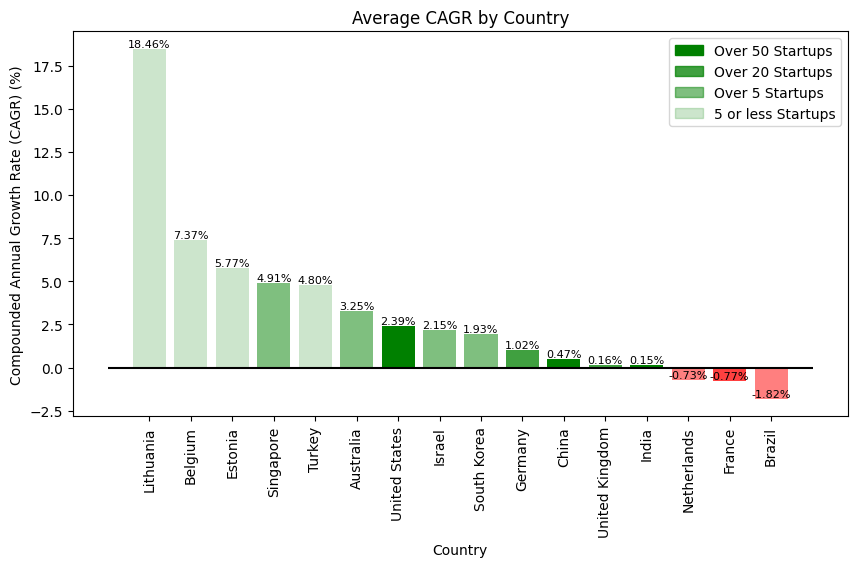 Average CAGR by Country
Over 50 Startups
Over 20 Startups
Over 5 Startups
5 or less Startups
Compounded Annual Growth Rate (CAGR) (%)
17.5
15.0
12.5
10.0
7.5
5.0
2.5
0.0
−2.5
18.46%
7.37%
5.77%
4.91%
4.80%
3.25%
2.39%
2.15%
1.93%
1.02%
0.47%
0.16%
0.15%
-0.73%
-0.77%
-1.82%
Lithuania
Belgium
Estonia
Singapore
Turkey
Australia
United States
Israel
South Korea
Germany
China
United Kingdom
India
Netherlands
France
Brazil
Country